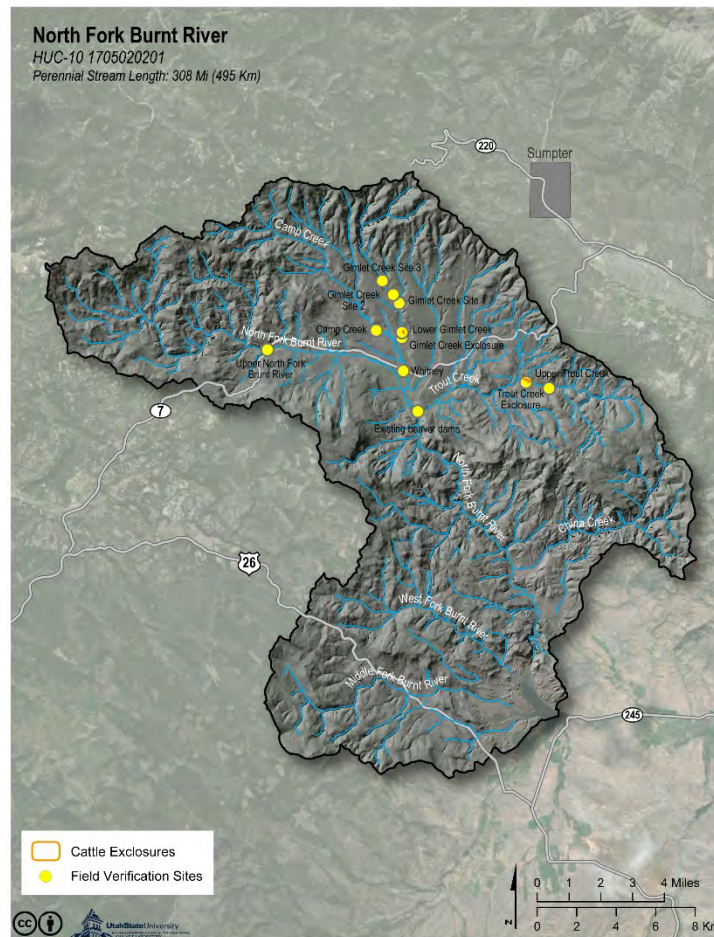 North Fork Burnt River
HUC-10 1705020201
Perennial Stream Length: 308 Mi (495 Km)
220
Sumpter
Camp Creek
Gimlet Creek Site 3
Gimlet Creek
Site 2
Gimlet Creek Site 1
Camp Creek
Lower Gimlet Creek
Gimlet Creek Exclosure
North Fork Burnt River
Upper North Fork
Brunt River
Whitney
Trout Creek
Upper Trout Creek
Trout Creek
Exclosure
7
Existing beaver dams
North Fork Burnt River
China Creek
26
West Fork Burnt River
Middle Fork Burnt River
245
Cattle Exclosures
Field Verification Sites
N
0 1 2 3 4 Miles
0 2 4 6 8 Km
cc
UtahStateUniversity